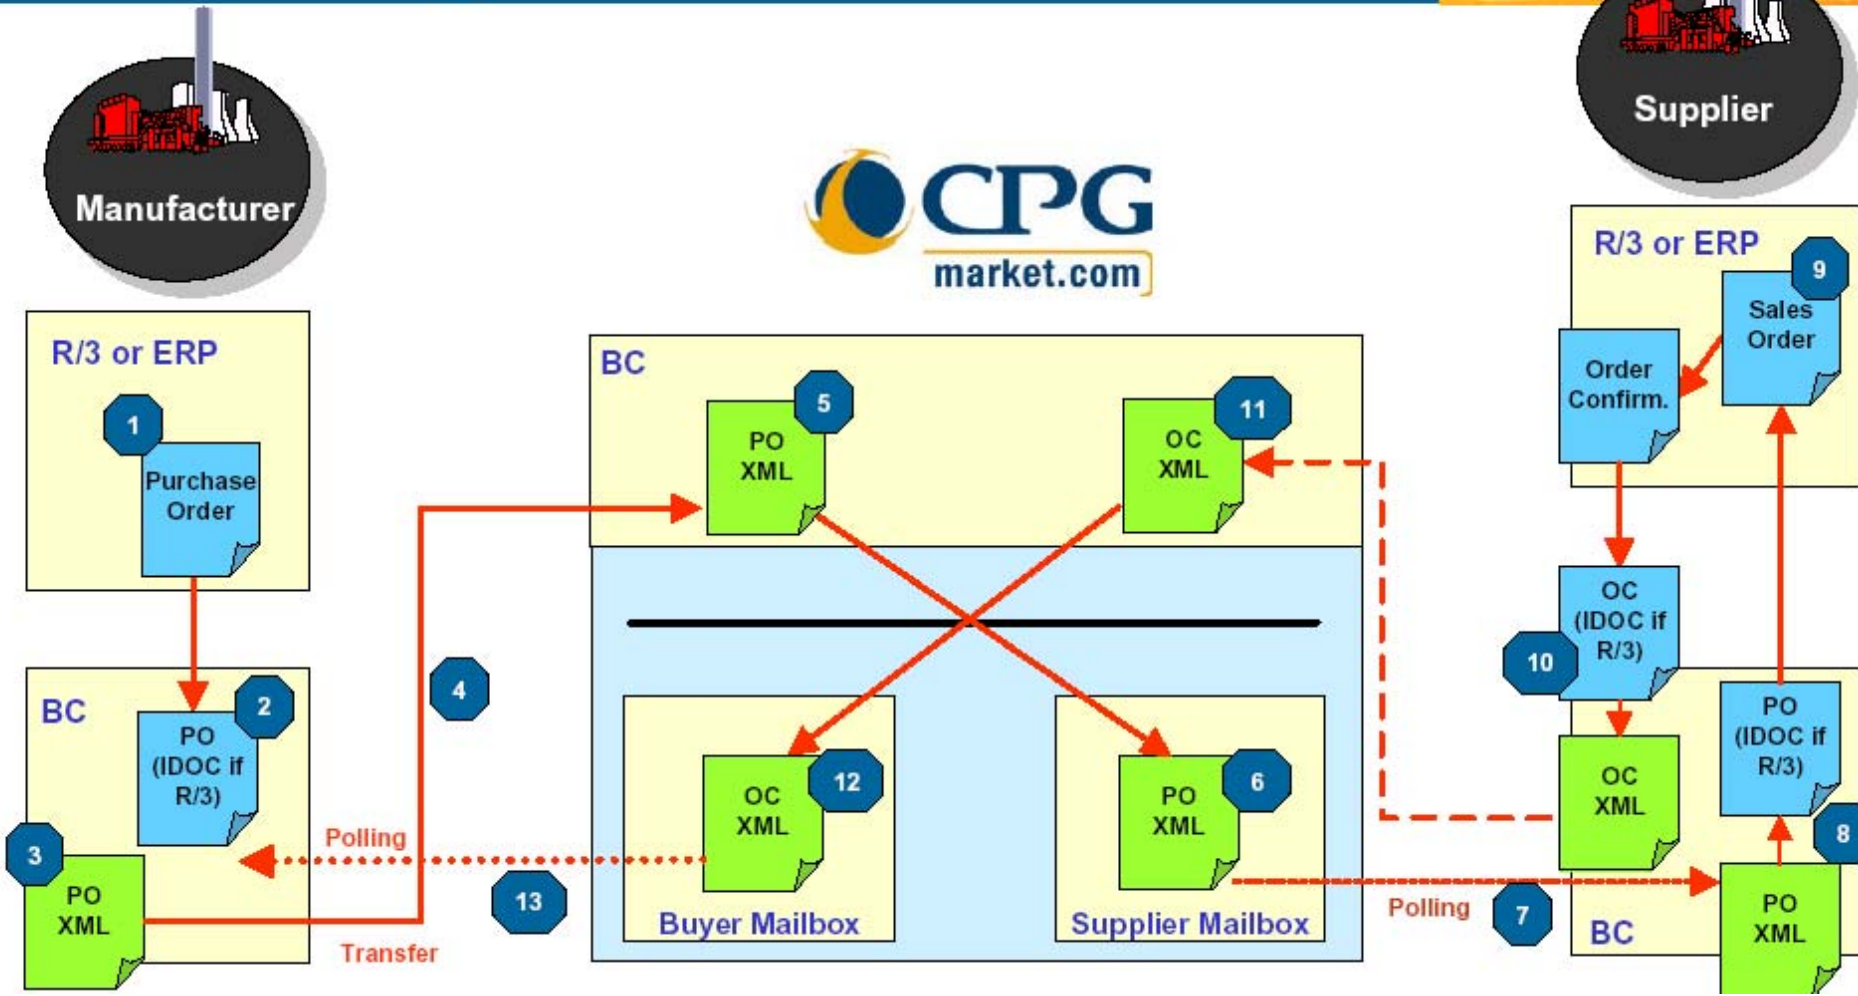 Manufacturer
Supplier
CPG
market.com
R/3 or ERP
1
Purchase
Order
BC
2
PO
(IDOC if
R/3)
3
PO
XML
4
Transfer
Polling
13
BC
5
PO
XML
11
OC
XML
12
OC
XML
Buyer Mailbox
6
PO
XML
Supplier Mailbox
Polling
7
R/3 or ERP
9
Sales
Order
Order
Confirm.
OC
(IDOC if
R/3)
10
OC
XML
PO
(IDOC if
R/3)
8
PO
XML
BC